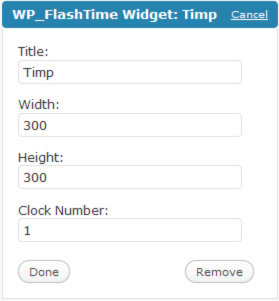 WP_FlashTime Widget: Timp Cancel
Title:
Timp
Width:
300
Height:
300
Clock Number:
1
Done Remove